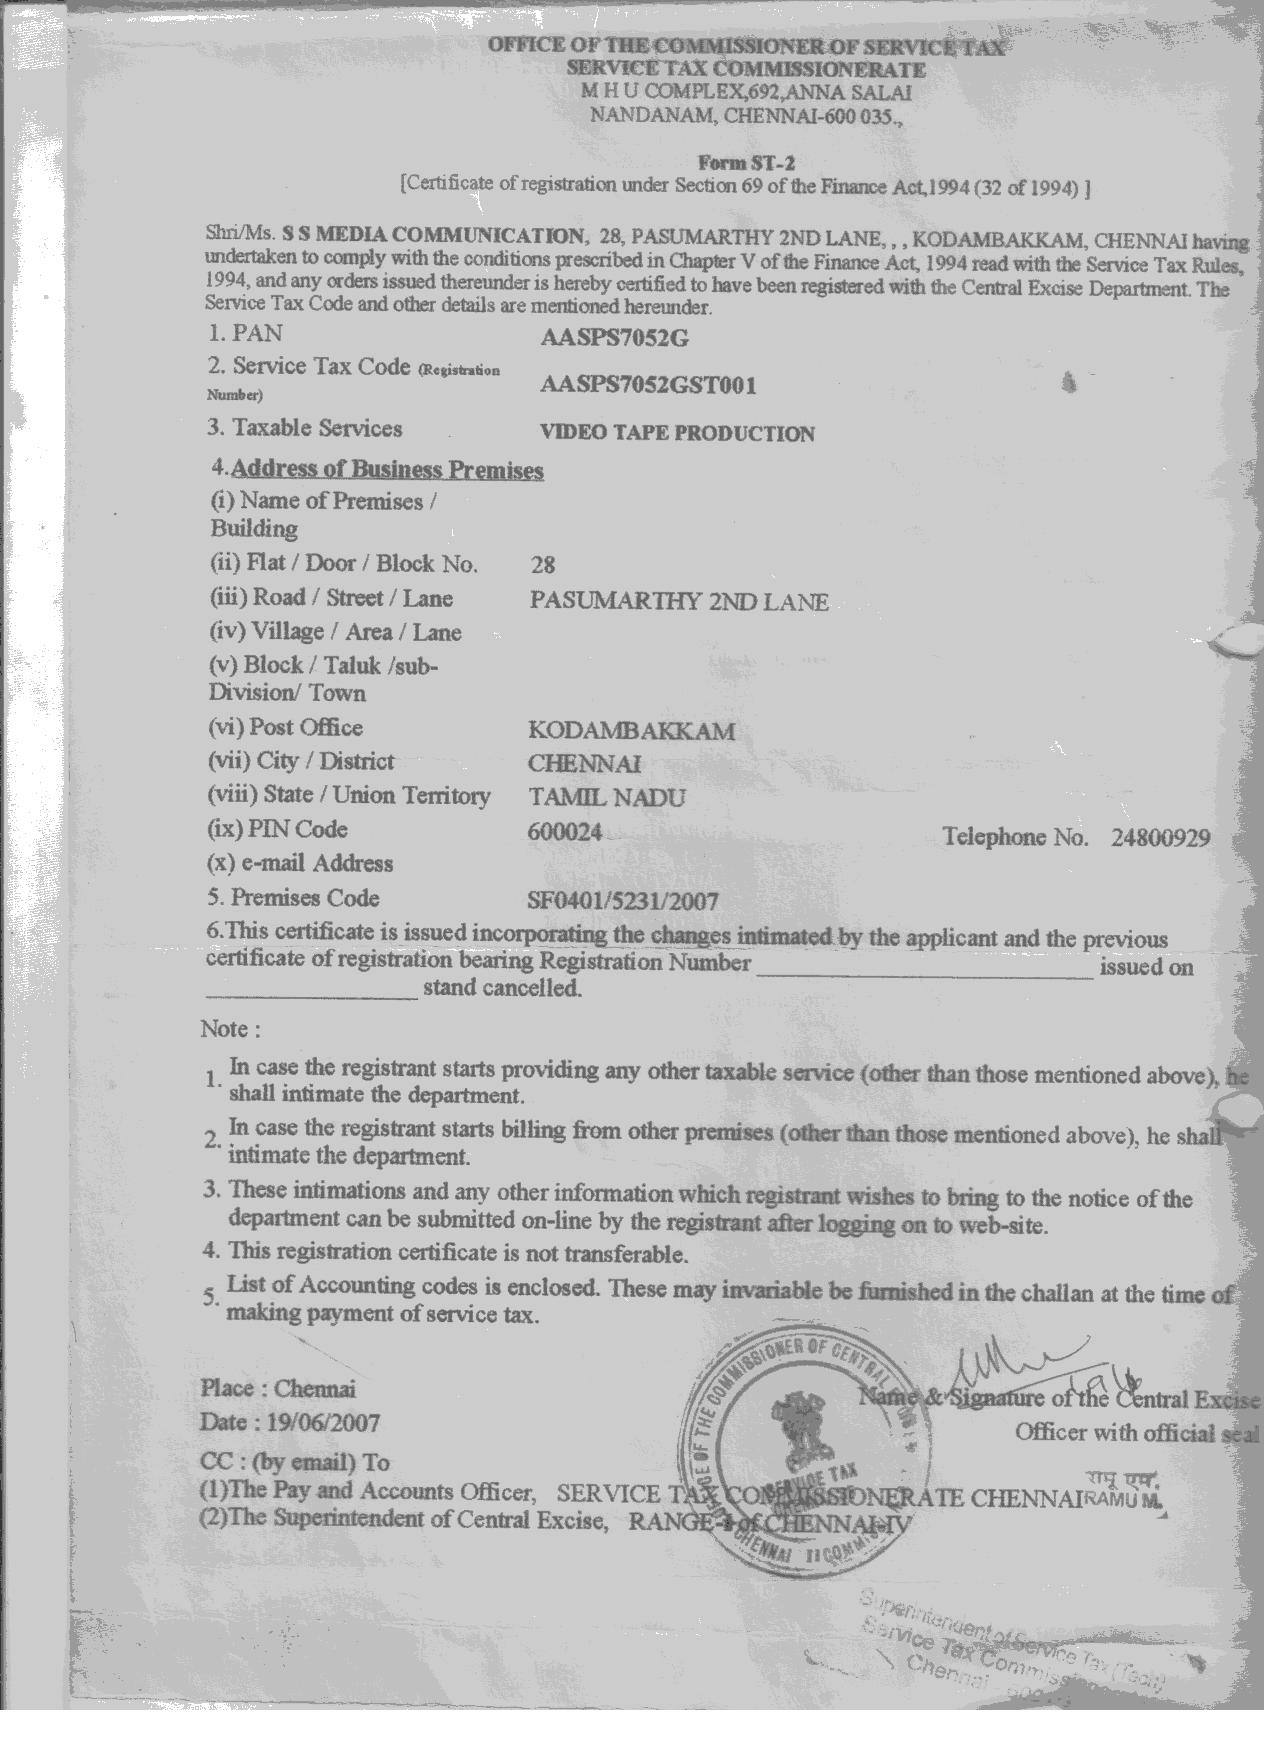 OFFICE OF THE COMMISSIONER OF SERVICE TAX
SERVICE TAX COMMISSIONERATE
M H U COMPLEX,692,ANNA SALAI
NANDANAM, CHENNAI-600 035.,
Form ST-2
[Certificate of registration under Section 69 of the Finance Act,1994 (32 of 1994) ]
Shri/Ms. S S MEDIA COMMUNICATION, 28, PASUMARTHY 2ND LANE, , , KODAMBAKKAM, CHENNAI having
undertaken to comply with the conditions prescribed in Chapter V of the Finance Act, 1994 read with the Service Tax Rules,
1994, and any orders issued thereunder is hereby certified to have been registered with the Central Excise Department. The
Service Tax Code and other details are mentioned hereunder.
1. PAN AASPS7052G
2. Service Tax Code (Registration
Number) AASPS7052GST001
3. Taxable Services VIDEO TAPE PRODUCTION
4.Address of Business Premises
(i) Name of Premises /
Building
(ii) Flat / Door / Block No. 28
(iii) Road / Street / Lane PASUMARTHY 2ND LANE
(iv) Village / Area / Lane
(v) Block / Taluk /sub-
Division/ Town
(vi) Post Office KODAMBAKKAM
(vii) City / District CHENNAI
(viii) State / Union Territory TAMIL NADU
(ix) PIN Code 600024 Telephone No. 24800929
(x) e-mail Address
5. Premises Code SF0401/5231/2007
6.This certificate is issued incorporating the changes intimated by the applicant and the previous
certificate of registration bearing Registration Number ____________________ issued on
____________ stand cancelled.
Note :
1. In case the registrant starts providing any other taxable service (other than those mentioned above), he
shall intimate the department.
2. In case the registrant starts billing from other premises (other than those mentioned above), he shall
intimate the department.
3. These intimations and any other information which registrant wishes to bring to the notice of the
department can be submitted on-line by the registrant after logging on to web-site.
4. This registration certificate is not transferable.
5. List of Accounting codes is enclosed. These may invariable be furnished in the challan at the time of
making payment of service tax.
Place : Chennai
Name & Signature of the Central Excise
Date : 19/06/2007
Officer with official seal
CC : (by email) To
(1)The Pay and Accounts Officer, SERVICE TAX COMMISSIONERATE CHENNAI
रामू एम.
RAMU M.
(2)The Superintendent of Central Excise, RANGE-I of CHENNAI-IV
OF THE COMMISSIONER OF CENTRAL
SERVICE TAX
CHENNAI II COMM
Superintendent of Service Tax (Tech)
Service Tax Commiss
Chennai